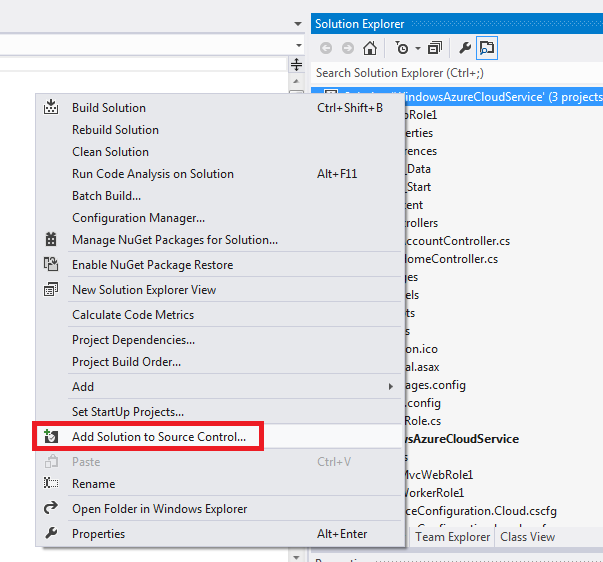 Solution Explorer
Search Solution Explorer (Ctrl+;)
'WindowsAzureCloudService' (3 projects
Build Solution Ctrl+Shift+B
Rebuild Solution
Clean Solution
Run Code Analysis on Solution Alt+F11
Batch Build...
Configuration Manager...
Manage NuGet Packages for Solution...
Enable NuGet Package Restore
New Solution Explorer View
Calculate Code Metrics
Project Dependencies...
Project Build Order...
Add
Set StartUp Projects...
Add Solution to Source Control...
Paste Ctrl+V
Rename
Open Folder in Windows Explorer
Properties Alt+Enter
bRole1
perties
rences
_Data
_Start
tent
trollers
AccountController.cs
HomeController.cs
ges
els
ts
s
on.ico
al.asax
ages.config
.config
Role.cs
wsAzureCloudService
s
MvcWebRole1
WorkerRole1
ceConfiguration.Cloud.cscfg
Team Explorer Class View